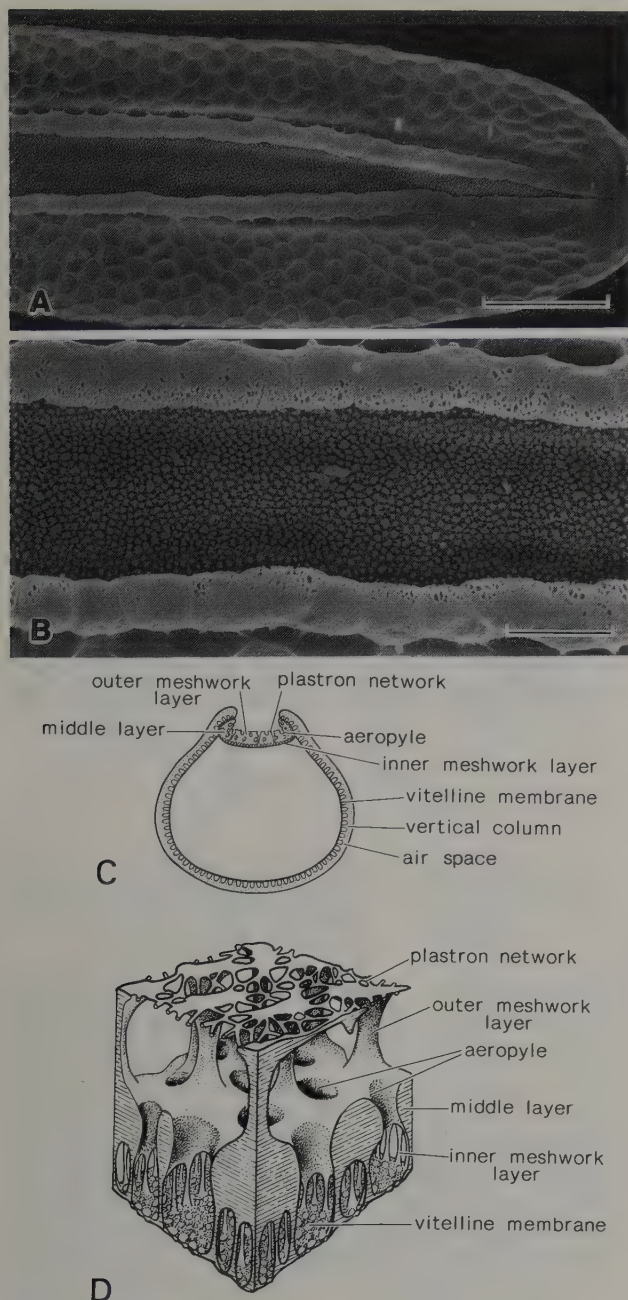 A
B
outer meshwork
layer
plastron network
middle layer
aeropyle
inner meshwork layer
vitelline membrane
vertical column
air space
C
plastron network
outer meshwork
layer
aeropyle
middle layer
inner meshwork
layer
vitelline membrane
D